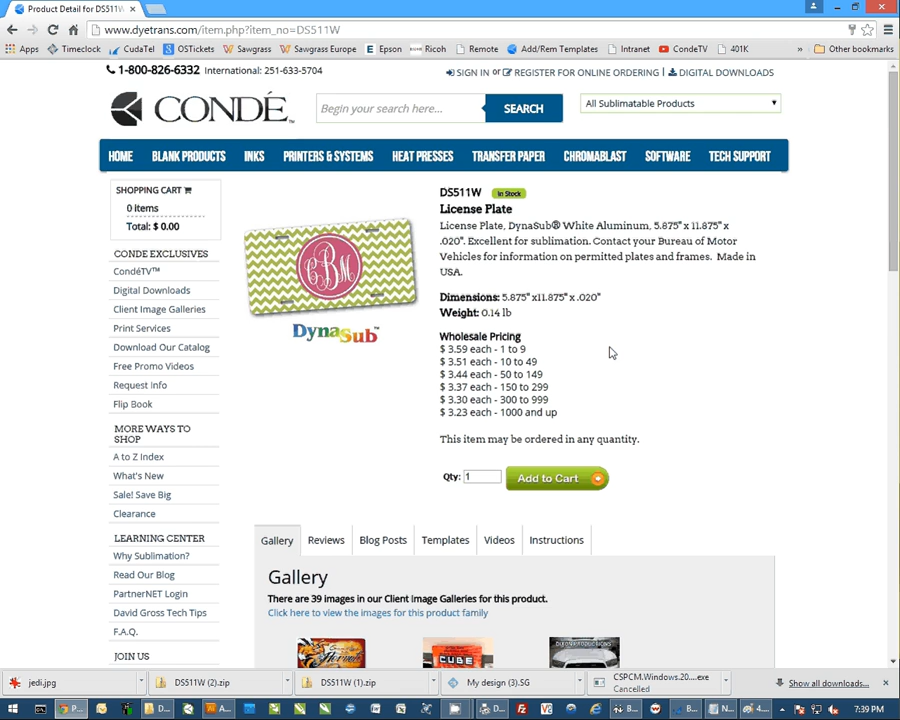 Product Detail for DS511W
www.dyetrans.com/item.php?item_no=DS511W
Apps Timeclock CudaTel OSTickets Sawgrass Sawgrass Europe Epson Ricoh Remote Add/Rem Templates Intranet CondeTV 401K » Other bookmarks
1-800-826-6332 International: 251-633-5704
SIGN IN or REGISTER FOR ONLINE ORDERING | DIGITAL DOWNLOADS
CONDÉ™
Begin your search here...
SEARCH
All Sublimatable Products
HOME BLANK PRODUCTS INKS PRINTERS & SYSTEMS HEAT PRESSES TRANSFER PAPER CHROMABLAST SOFTWARE TECH SUPPORT
SHOPPING CART
0 items
Total: $ 0.00
CONDE EXCLUSIVES
CondéTV™
Digital Downloads
Client Image Galleries
Print Services
Download Our Catalog
Free Promo Videos
Request Info
Flip Book
MORE WAYS TO
SHOP
A to Z Index
What's New
Sale! Save Big
Clearance
LEARNING CENTER
Why Sublimation?
Read Our Blog
PartnerNET Login
David Gross Tech Tips
F.A.Q.
JOIN US
CBM
DynaSub™
DS511W In Stock
License Plate
License Plate, DynaSub® White Aluminum, 5.875" x 11.875" x
.020". Excellent for sublimation. Contact your Bureau of Motor
Vehicles for information on permitted plates and frames. Made in
USA.
Dimensions: 5.875" x11.875" x .020"
Weight: 0.14 lb
Wholesale Pricing
$ 3.59 each - 1 to 9
$ 3.51 each - 10 to 49
$ 3.44 each - 50 to 149
$ 3.37 each - 150 to 299
$ 3.30 each - 300 to 999
$ 3.23 each - 1000 and up
This item may be ordered in any quantity.
Qty: 1 Add to Cart
Gallery Reviews Blog Posts Templates Videos Instructions
Gallery
There are 39 images in our Client Image Galleries for this product.
Click here to view the images for this product family
CUBE
DIXON PRODUCTIONS
jedi.jpg
DS511W (2).zip
DS511W (1).zip
My design (3).SG
CSPCM.Windows.20....exe
Cancelled
Show all downloads...
7:39 PM